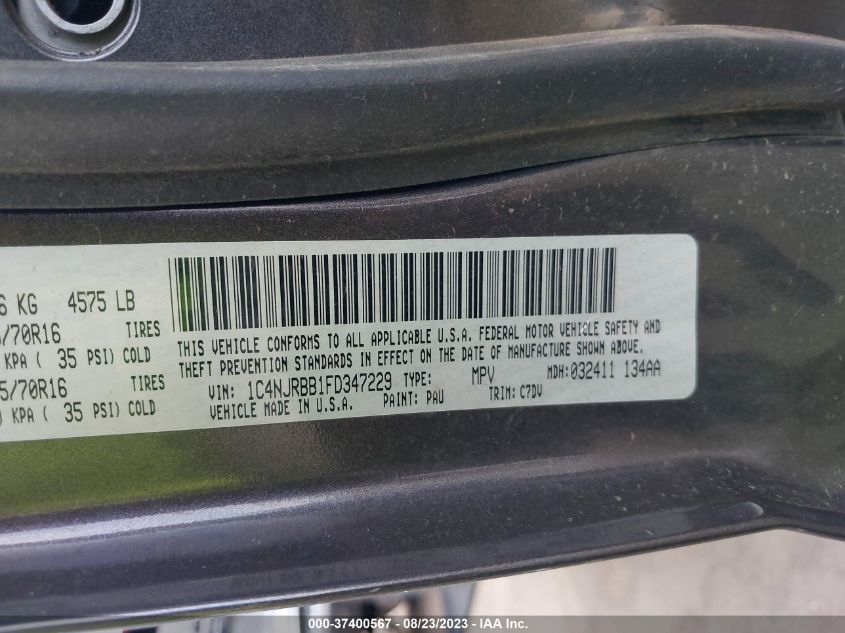 6 KG 4575 LB
/70R16 TIRES
KPA ( 35 PSI) COLD
5/70R16 TIRES
KPA ( 35 PSI) COLD
THIS VEHICLE CONFORMS TO ALL APPLICABLE U.S.A. FEDERAL MOTOR VEHICLE SAFETY AND
THEFT PREVENTION STANDARDS IN EFFECT ON THE DATE OF MANUFACTURE SHOWN ABOVE.
VIN: 1C4NJRBB1FD347229 TYPE: MPV MDH:032411 134AA
VEHICLE MADE IN U.S.A. PAINT: PAU TRIM: C7DV
000-37400567 - 08/23/2023 - IAA Inc.